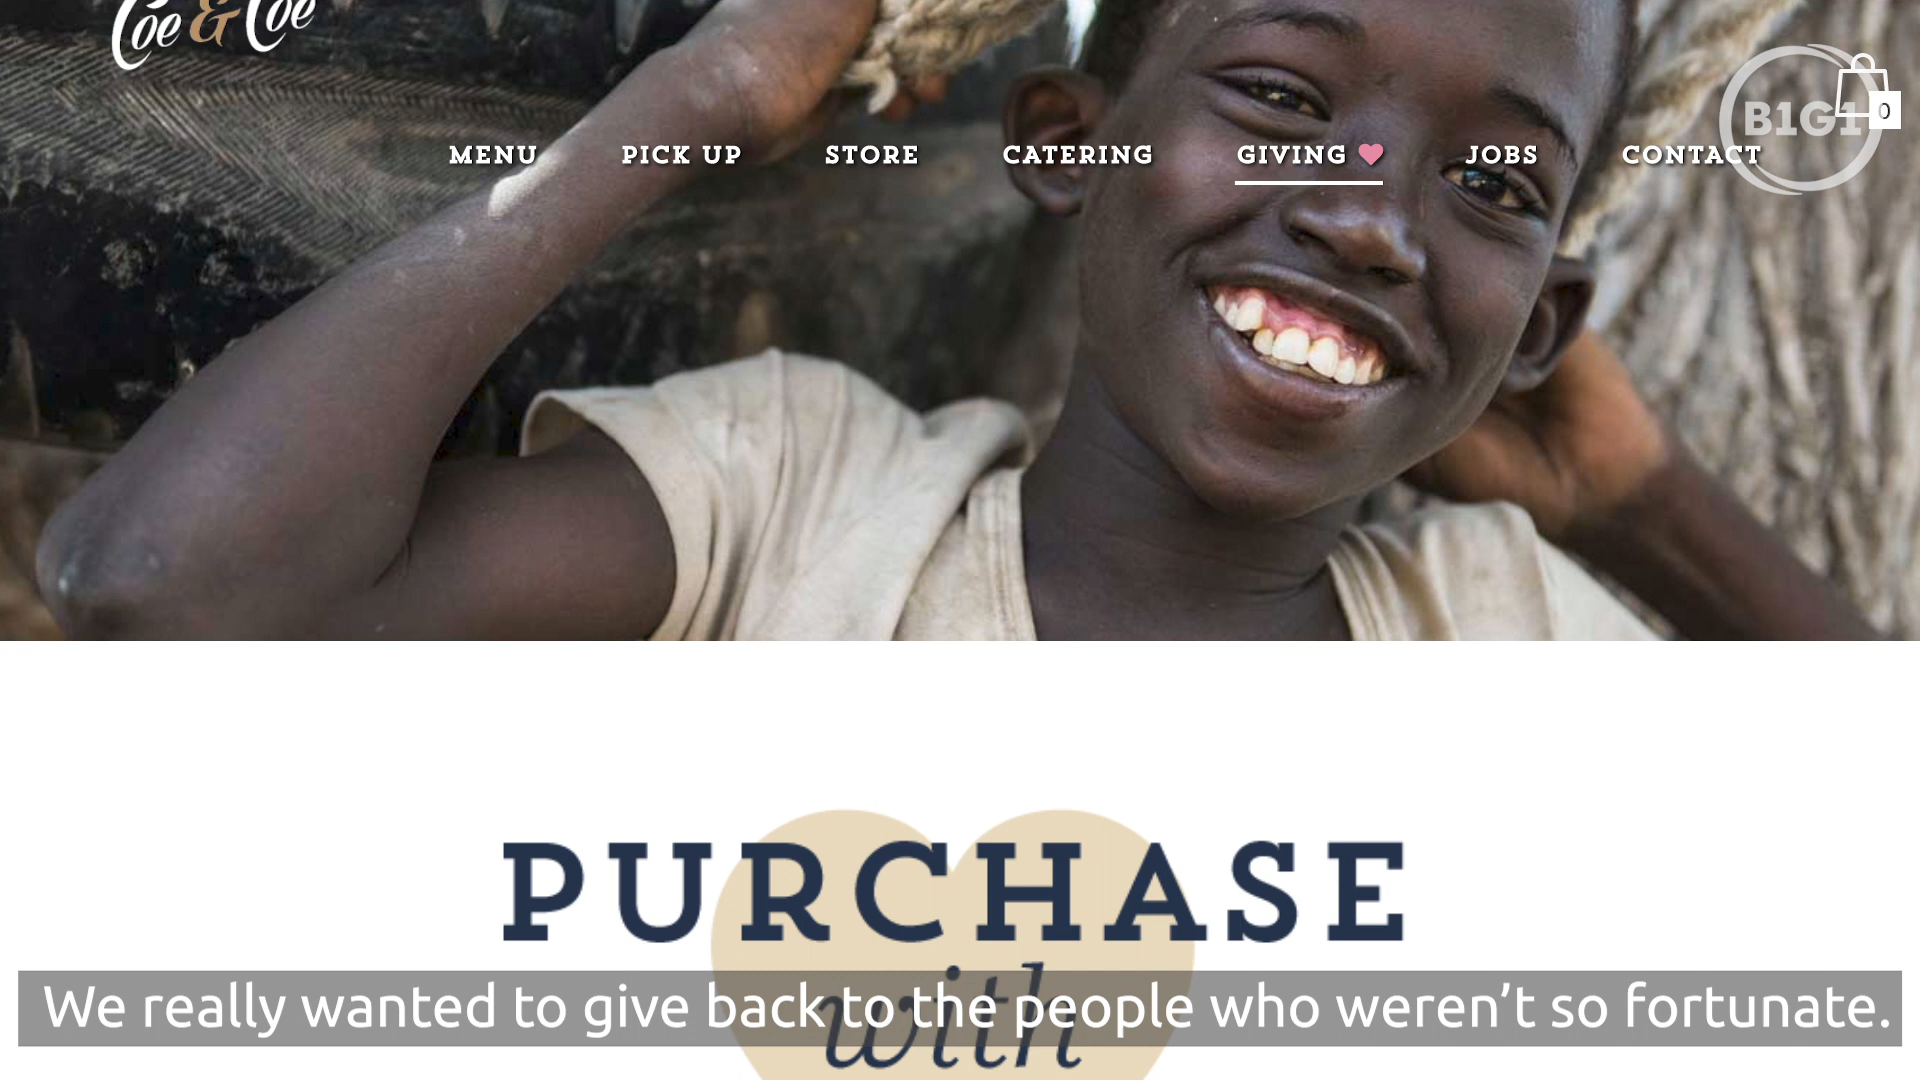 Coe & Coe
B1G1
0
MENU PICK UP STORE CATERING GIVING JOBS CONTACT
PURCHASE
with
We really wanted to give back to the people who weren’t so fortunate.